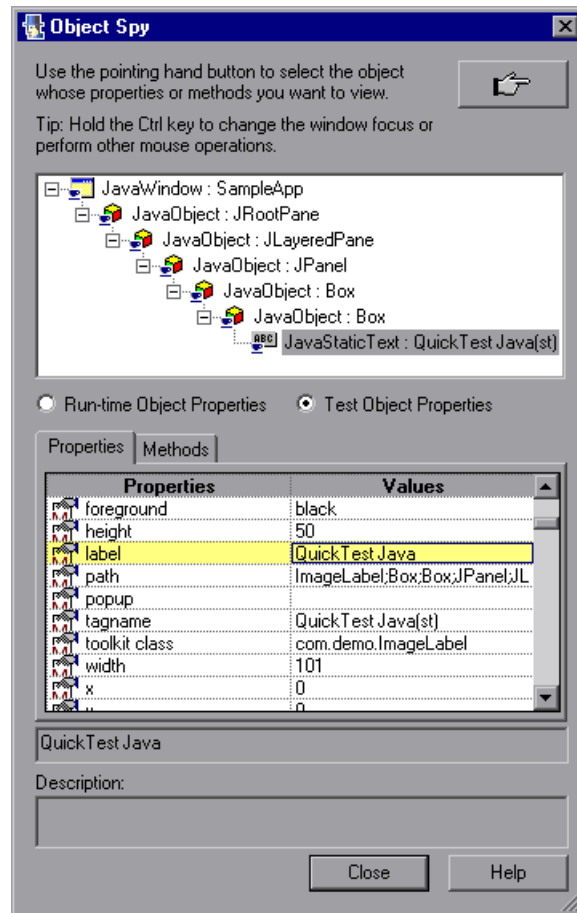 Object Spy
Use the pointing hand button to select the object
whose properties or methods you want to view.
Tip: Hold the Ctrl key to change the window focus or
perform other mouse operations.
JavaWindow : SampleApp
JavaObject : JRootPane
JavaObject : JLayeredPane
JavaObject : JPanel
JavaObject : Box
JavaObject : Box
ABC JavaStaticText : QuickTest Java(st)
Run-time Object Properties Test Object Properties
Properties Methods
Properties Values
foreground black
height 50
label QuickTest Java
path ImageLabel;Box;Box;JPanel;JL
popup
tagname QuickTest Java(st)
toolkit class com.demo.ImageLabel
width 101
x 0
QuickTest Java
Description:
Close Help